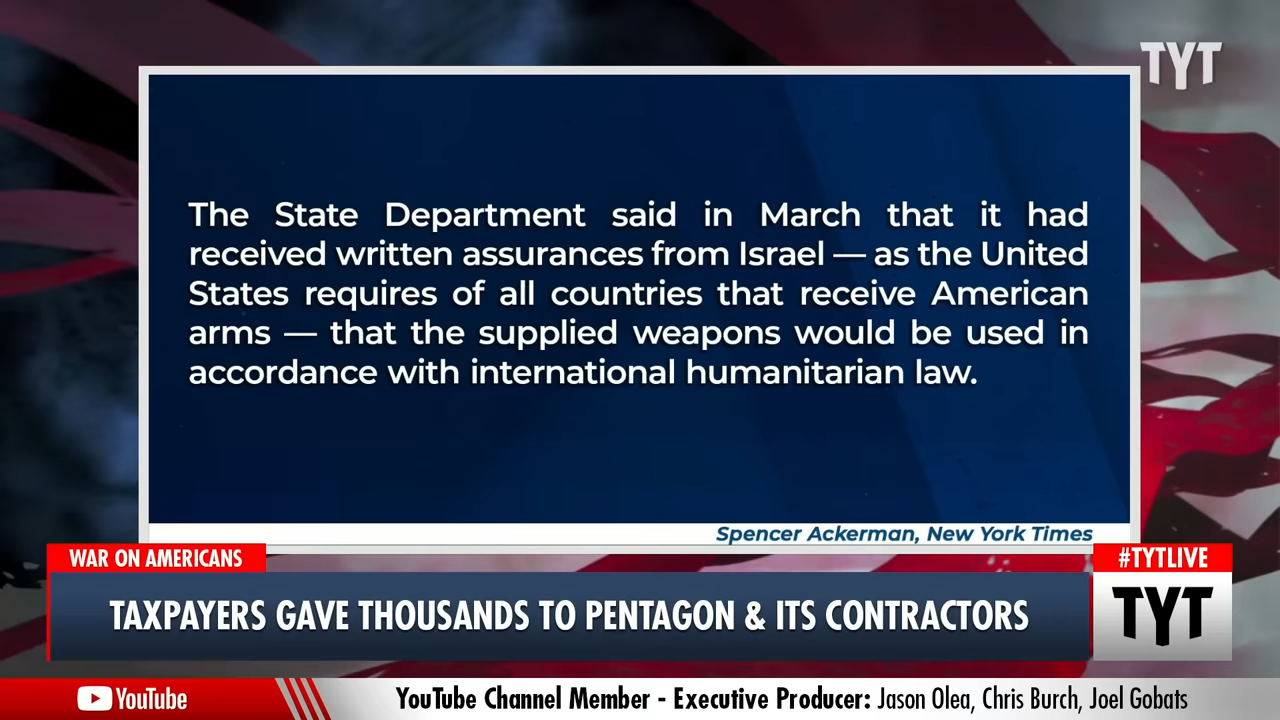 TYT
The State Department said in March that it had
received written assurances from Israel — as the United
States requires of all countries that receive American
arms — that the supplied weapons would be used in
accordance with international humanitarian law.
Spencer Ackerman, New York Times
WAR ON AMERICANS
#TYTLIVE
TAXPAYERS GAVE THOUSANDS TO PENTAGON & ITS CONTRACTORS
TYT
YouTube
YouTube Channel Member - Executive Producer: Jason Olea, Chris Burch, Joel Gobats